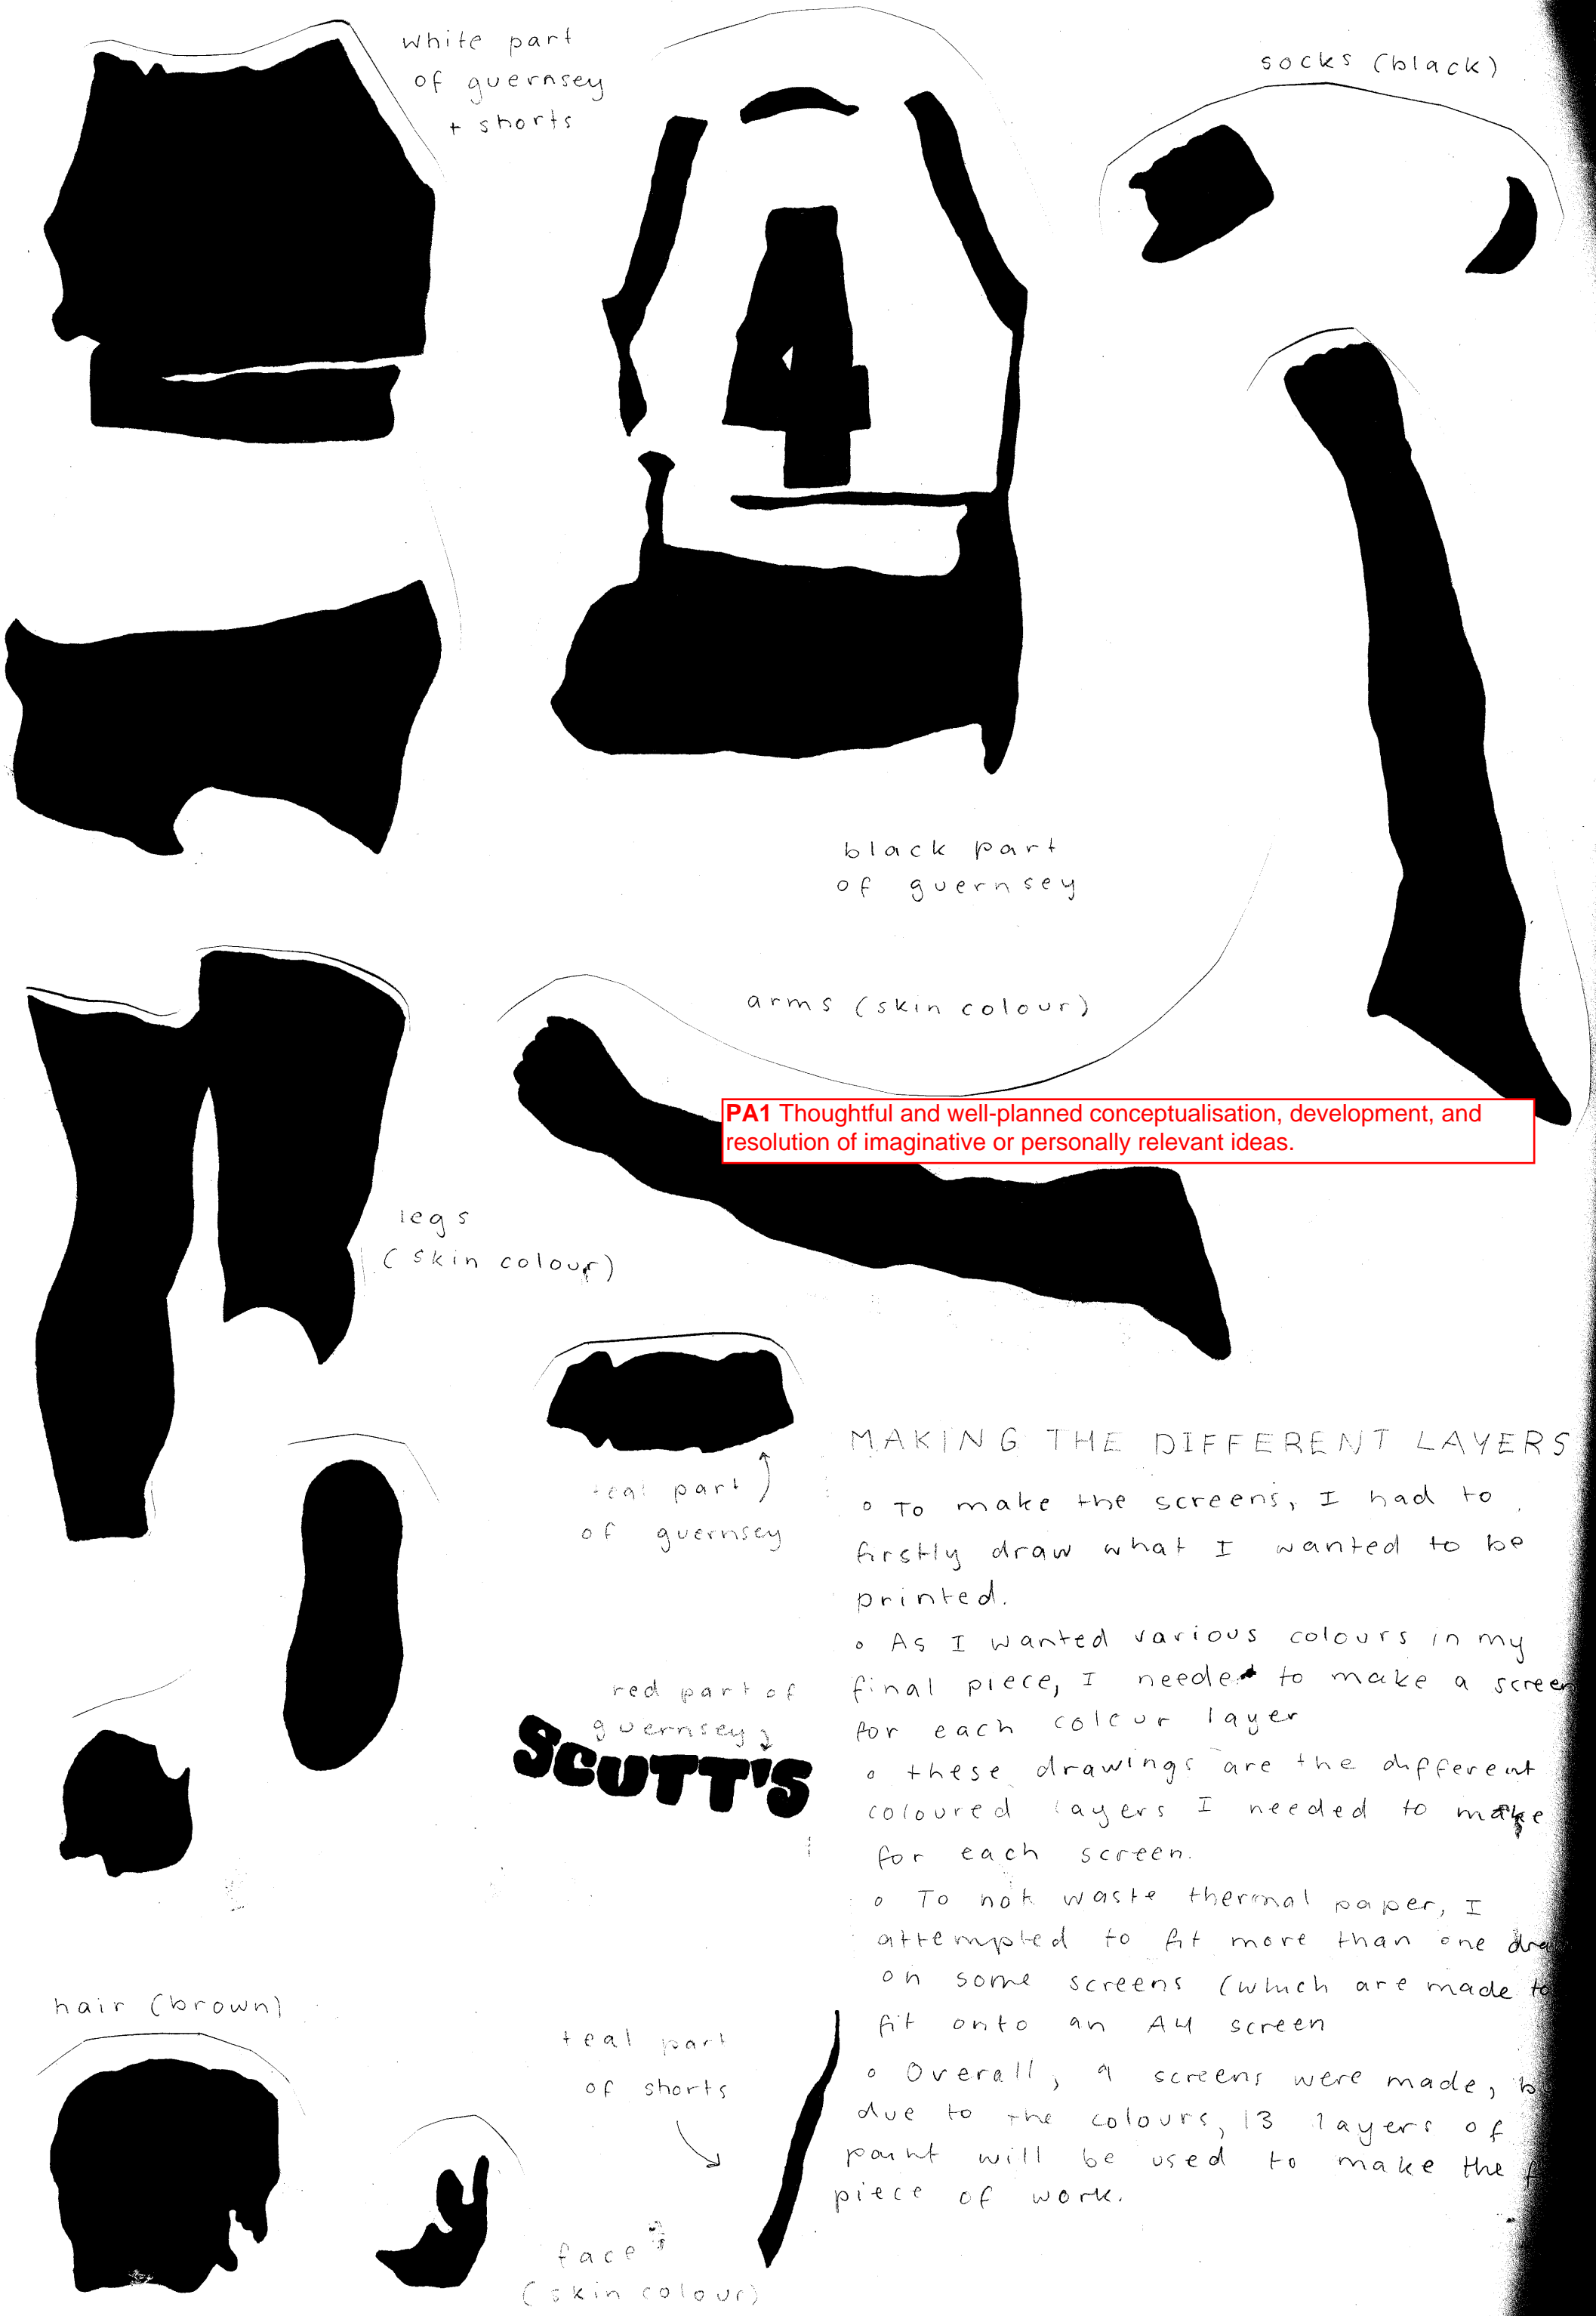 white part
of guernsey
+ shorts
socks (black)
4
black part
of guernsey
arms (skin colour)
PA1 Thoughtful and well-planned conceptualisation, development, and
resolution of imaginative or personally relevant ideas.
legs
(skin colour)
teal part
of guernsey
red part of
guernsey
SCUTT'S
hair (brown)
teal part
of shorts
face
(skin colour)
MAKING THE DIFFERENT LAYERS
◦ To make the screens, I had to
firstly draw what I wanted to be
printed.
◦ As I wanted various colours in my
final piece, I needed to make a screen
for each colour layer
◦ these drawings are the different
coloured layers I needed to make
for each screen.
◦ To not waste thermal paper, I
attempted to fit more than one
on some screens (which are made to
fit onto an A4 screen
◦ Overall, 9 screens were made,
due to the colours, 13 layers of
paint will be used to make the
piece of work.